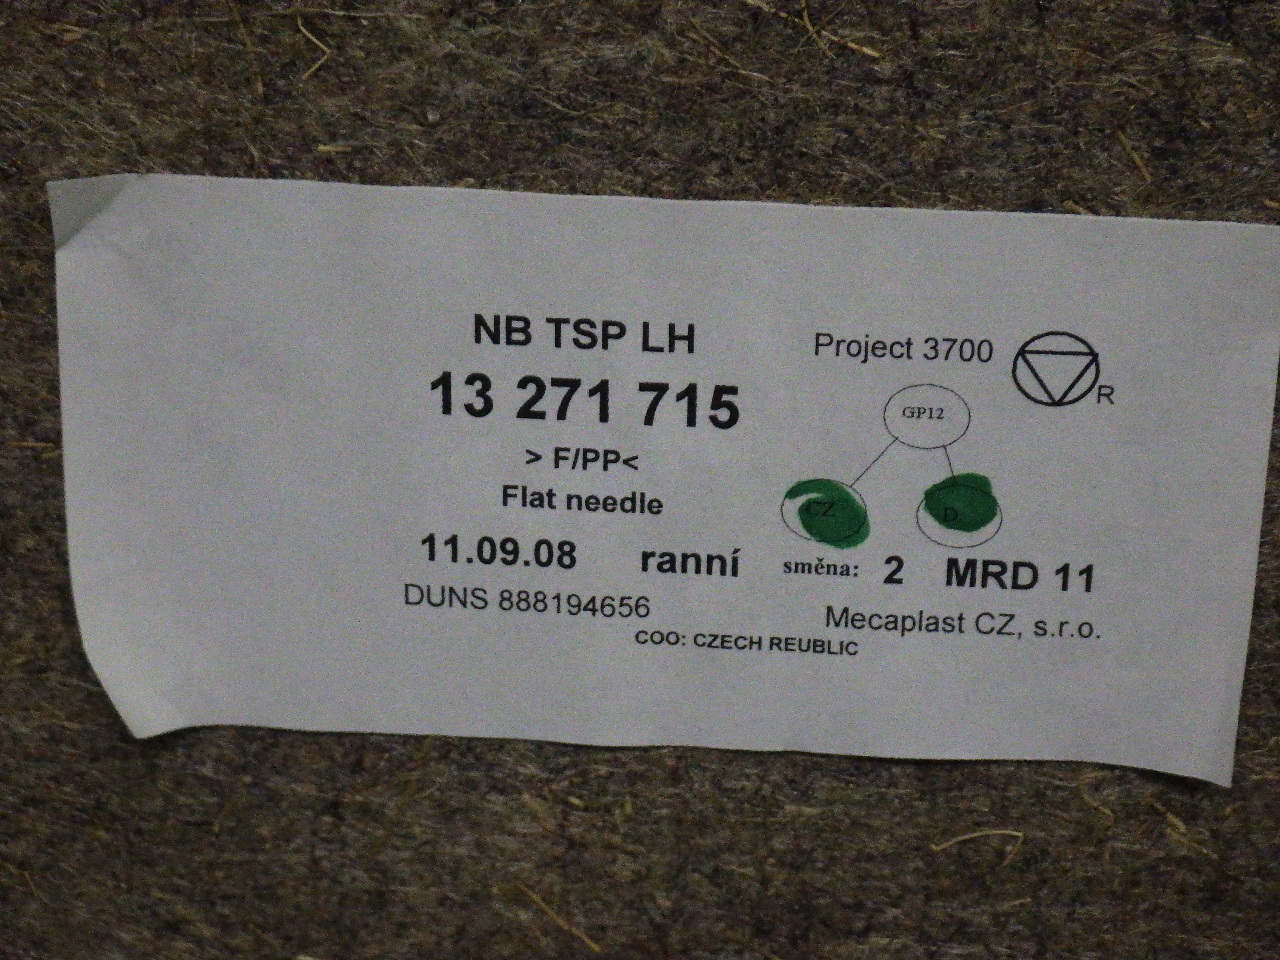 NB TSP LH
13 271 715
> F/PP<
Flat needle
Project 3700
R
GP12
CZ
D
11.09.08 ranní směna: 2 MRD 11
DUNS 888194656
Mecaplast CZ, s.r.o.
COO: CZECH REUBLIC